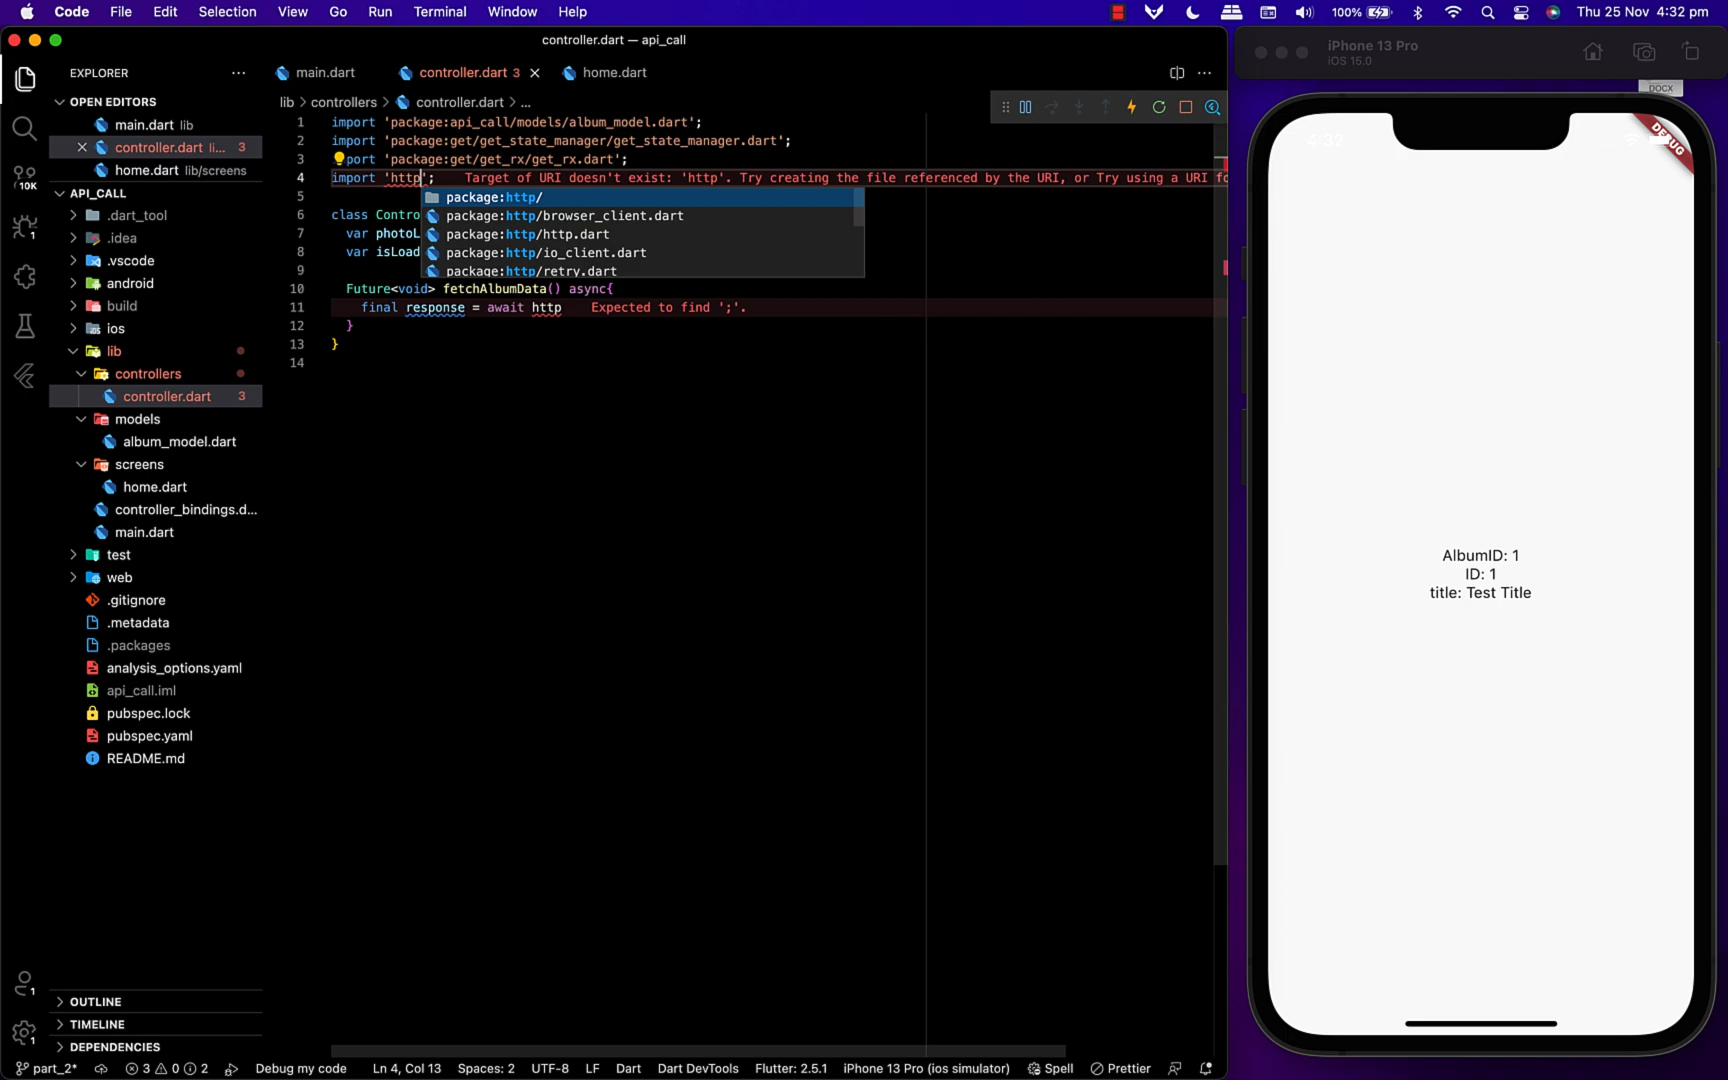 Code File Edit Selection View Go Run Terminal Window Help 100% Thu 25 Nov 4:32 pm
controller.dart — api_call
iPhone 13 Pro
iOS 15.0
DOCX
EXPLORER
main.dart controller.dart 3 home.dart
OPEN EDITORS
main.dart lib
controller.dart li... 3
home.dart lib/screens
10K
API_CALL
.dart_tool
.idea
1
.vscode
android
build
ios
lib
controllers
controller.dart 3
models
album_model.dart
screens
home.dart
controller_bindings.d...
main.dart
test
web
.gitignore
.metadata
.packages
analysis_options.yaml
api_call.iml
pubspec.lock
pubspec.yaml
README.md
1
OUTLINE
TIMELINE
1
DEPENDENCIES
lib > controllers > controller.dart > ...
1 import 'package:api_call/models/album_model.dart';
2 import 'package:get/get_state_manager/get_state_manager.dart';
3 port 'package:get/get_rx/get_rx.dart';
4 import 'http'; Target of URI doesn't exist: 'http'. Try creating the file referenced by the URI, or Try using a URI fo
package:http/
package:http/browser_client.dart
package:http/http.dart
package:http/io_client.dart
package:http/retry.dart
5
6 class Contro
7 var photoL
8 var isLoad
9
10 Future<void> fetchAlbumData() async{
11 final response = await http Expected to find ';'.
12 }
13 }
14
4:32
DEBUG
AlbumID: 1
ID: 1
title: Test Title
part_2* 3 0 2 Debug my code Ln 4, Col 13 Spaces: 2 UTF-8 LF Dart Dart DevTools Flutter: 2.5.1 iPhone 13 Pro (ios simulator) Spell Prettier